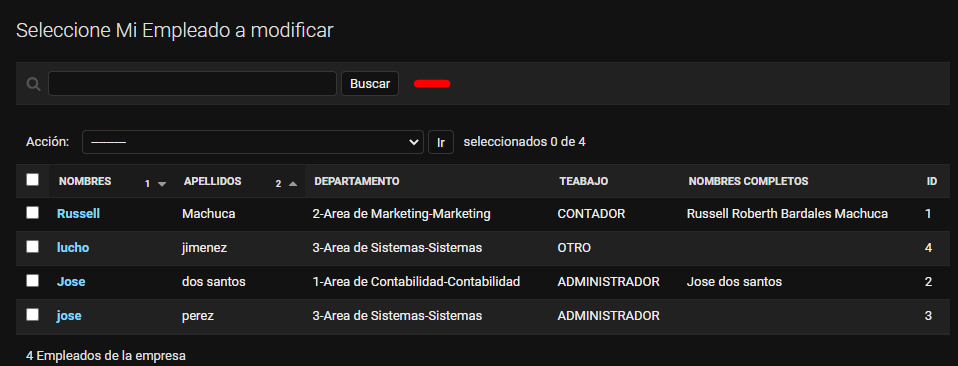 Seleccione Mi Empleado a modificar
Buscar
Acción: --------- Ir seleccionados 0 de 4
NOMBRES 1 APELLIDOS 2 DEPARTAMENTO TEABAJO NOMBRES COMPLETOS ID
Russell Machuca 2-Area de Marketing-Marketing CONTADOR Russell Roberth Bardales Machuca 1
lucho jimenez 3-Area de Sistemas-Sistemas OTRO 4
Jose dos santos 1-Area de Contabilidad-Contabilidad ADMINISTRADOR Jose dos santos 2
jose perez 3-Area de Sistemas-Sistemas ADMINISTRADOR 3
4 Empleados de la empresa